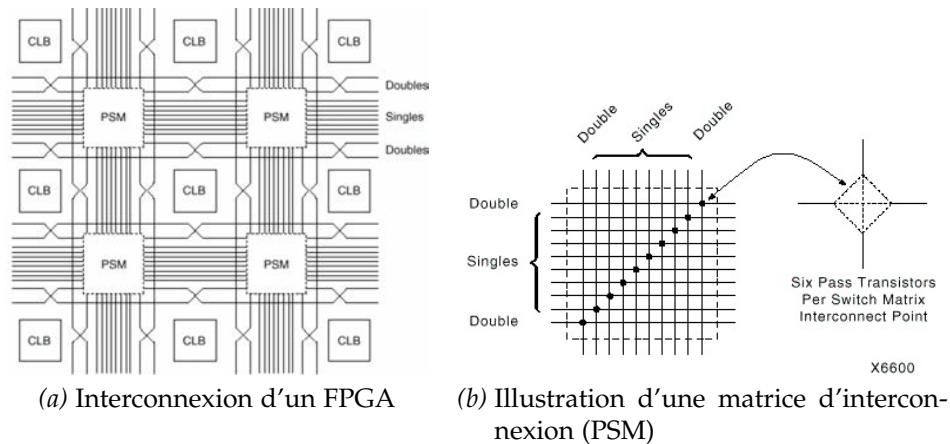 CLB
CLB
CLB
Doubles
PSM
PSM
Singles
Doubles
CLB
CLB
CLB
PSM
PSM
CLB
CLB
CLB
(a) Interconnexion d'un FPGA
Double
Singles
Double
Double
Singles
Double
Six Pass Transistors
Per Switch Matrix
Interconnect Point
X6600
(b) Illustration d'une matrice d'intercon-
nexion (PSM)